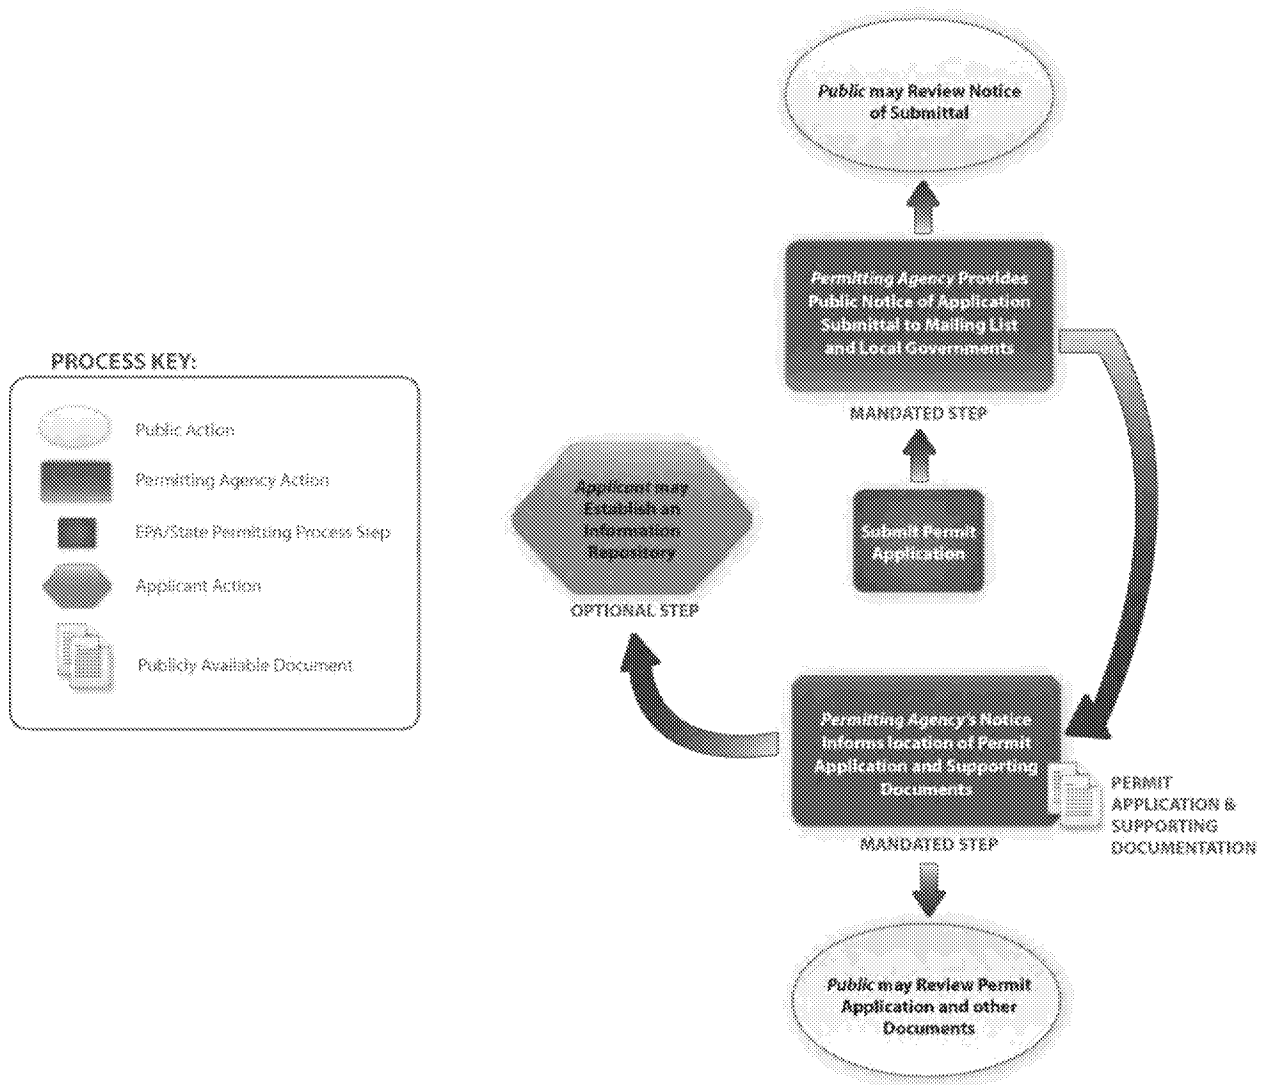 Public may Review Notice
of Submittal
Permitting Agency Provides
Public Notice of Application
Submittal to Mailing List
and Local Governments
MANDATED STEP
PROCESS KEY:
Public Action
Permitting Agency Action
EPA/State Permitting Process Step
Applicant Action
Publicly Available Document
Applicant may
Establish an
Information
Repository
OPTIONAL STEP
Submit Permit
Application
Permitting Agency's Notice
informs location of Permit
Application and Supporting
Documents
MANDATED STEP
PERMIT
APPLICATION &
SUPPORTING
DOCUMENTATION
Public may Review Permit
Application and other
Documents